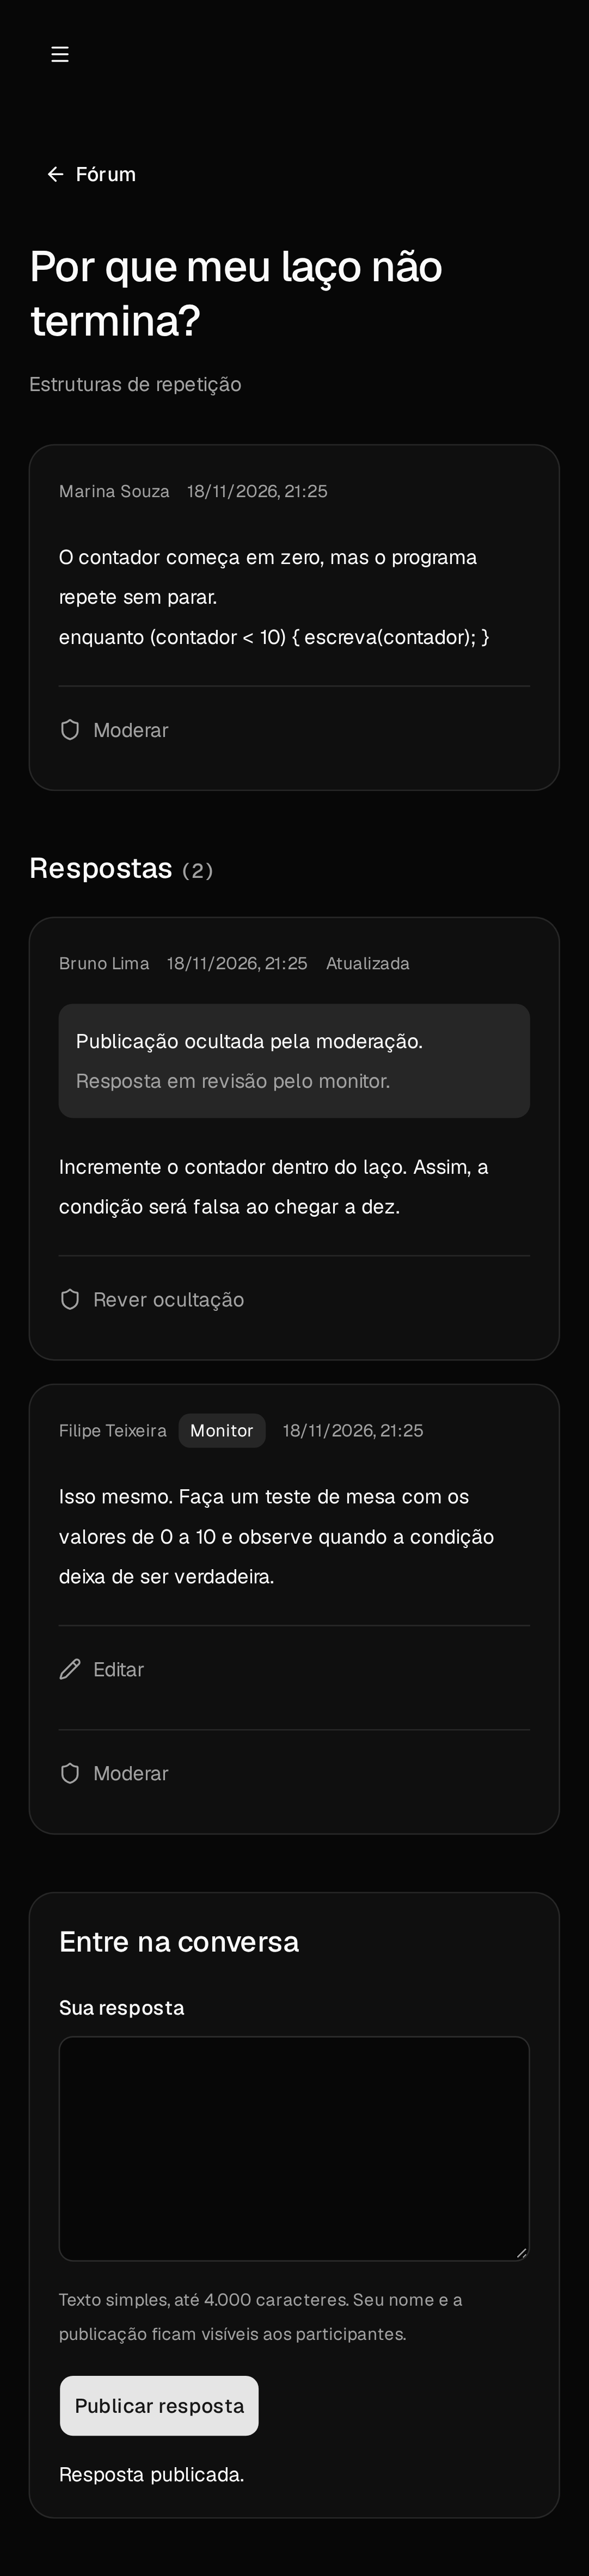 Fórum
Por que meu laço não
termina?
Estruturas de repetição
Marina Souza 18/11/2026, 21:25
O contador começa em zero, mas o programa
repete sem parar.
enquanto (contador < 10) { escreva(contador); }
Moderar
Respostas (2)
Bruno Lima 18/11/2026, 21:25 Atualizada
Publicação ocultada pela moderação.
Resposta em revisão pelo monitor.
Incremente o contador dentro do laço. Assim, a
condição será falsa ao chegar a dez.
Rever ocultação
Filipe Teixeira Monitor 18/11/2026, 21:25
Isso mesmo. Faça um teste de mesa com os
valores de 0 a 10 e observe quando a condição
deixa de ser verdadeira.
Editar
Moderar
Entre na conversa
Sua resposta
Texto simples, até 4.000 caracteres. Seu nome e a
publicação ficam visíveis aos participantes.
Publicar resposta
Resposta publicada.